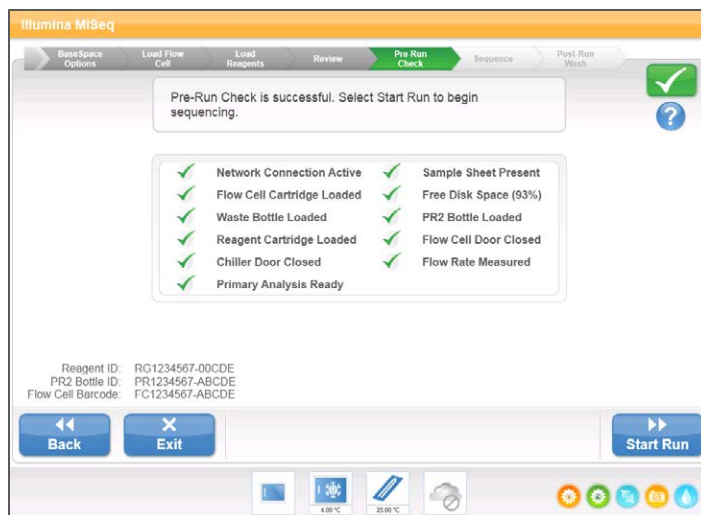 Illumina MiSeq
BaseSpace
Options
Load Flow
Cell
Load
Reagents
Review
Pre-Run
Check
Sequence
Post-Run
Wash
Pre-Run Check is successful. Select Start Run to begin
sequencing.
?
Network Connection Active
Sample Sheet Present
Flow Cell Cartridge Loaded
Free Disk Space (93%)
Waste Bottle Loaded
PR2 Bottle Loaded
Reagent Cartridge Loaded
Flow Cell Door Closed
Chiller Door Closed
Flow Rate Measured
Primary Analysis Ready
Reagent ID: RG1234567-00CDE
PR2 Bottle ID: PR1234567-ABCDE
Flow Cell Barcode: FC1234567-ABCDE
Back
Exit
Start Run
4.00 °C
25.00 °C